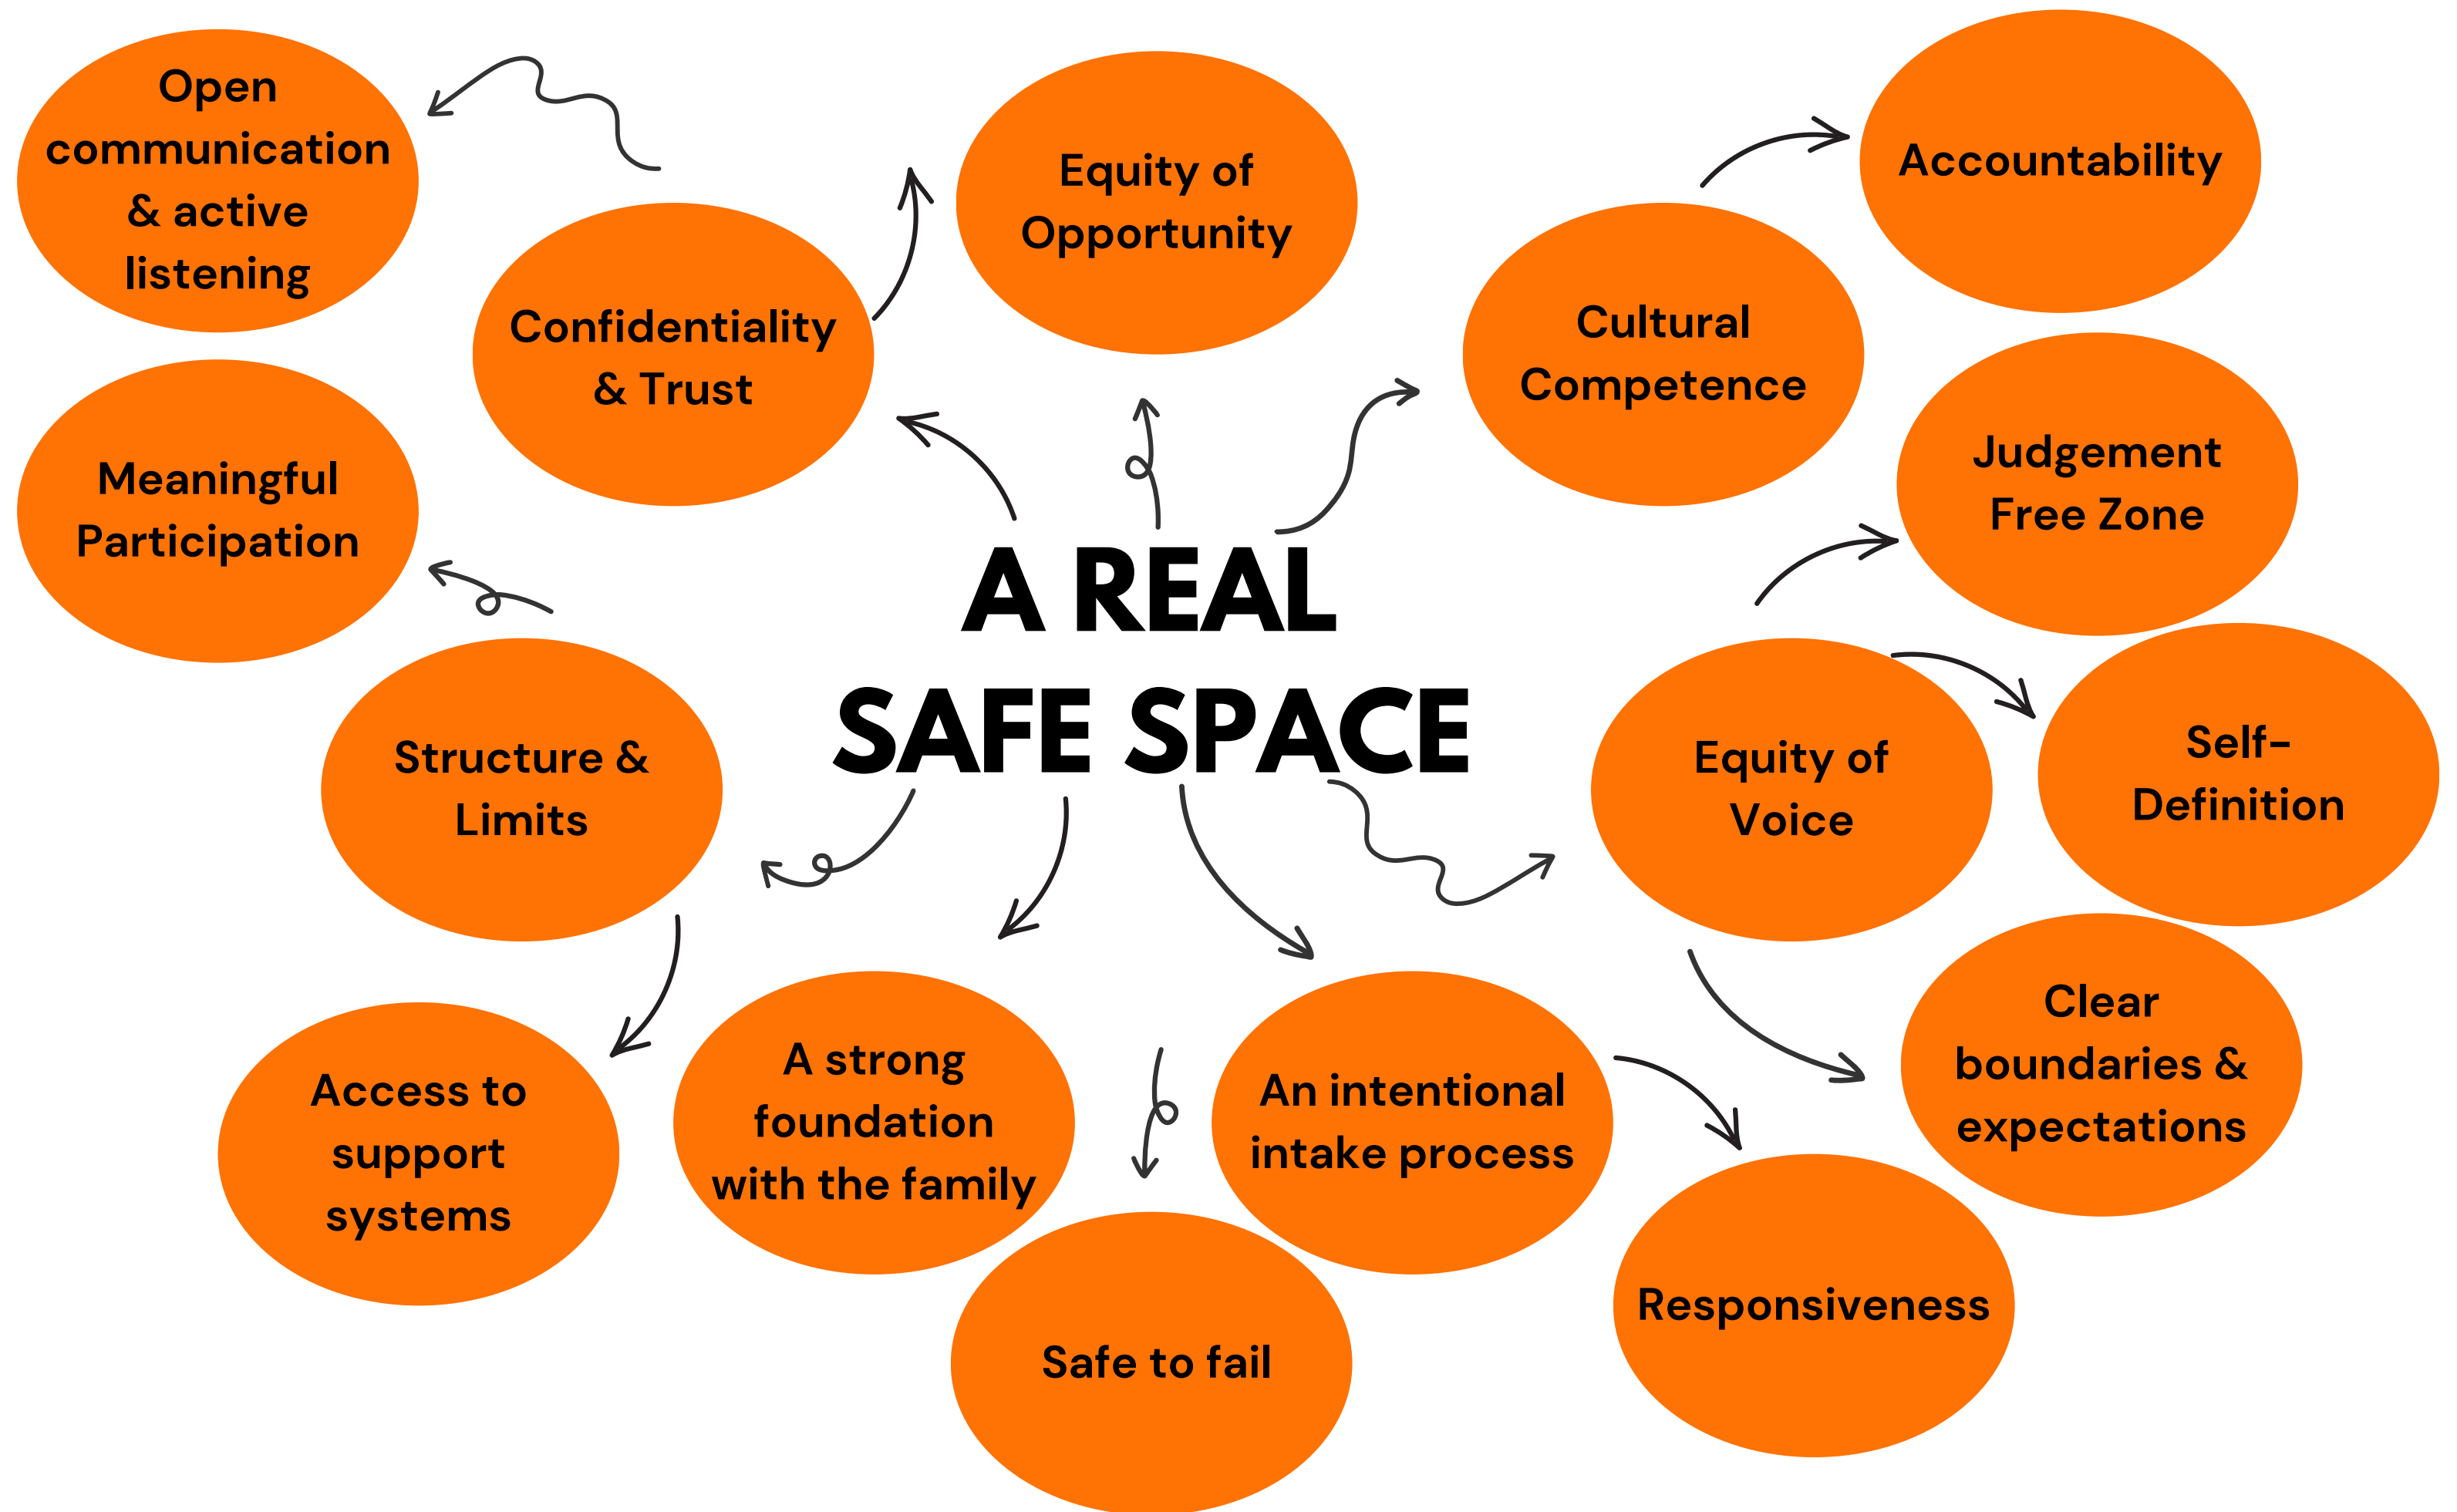 Open
communication
& active
listening
Equity of
Opportunity
Accountability
Confidentiality
& Trust
Cultural
Competence
Meaningful
Participation
Judgement
Free Zone
A REAL
SAFE SPACE
Structure &
Limits
Equity of
Voice
Self-
Definition
Access to
support
systems
A strong
foundation
with the family
An intentional
intake process
Clear
boundaries &
expectations
Safe to fail
Responsiveness